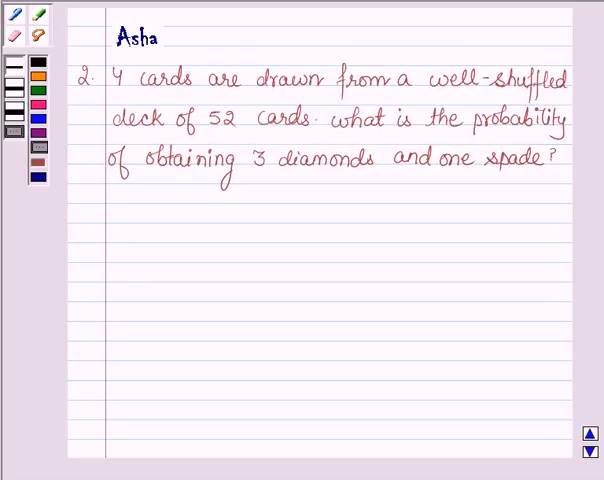 Asha
2. 4 cards are drawn from a well-shuffled
deck of 52 cards. what is the probability
of obtaining 3 diamonds and one spade?